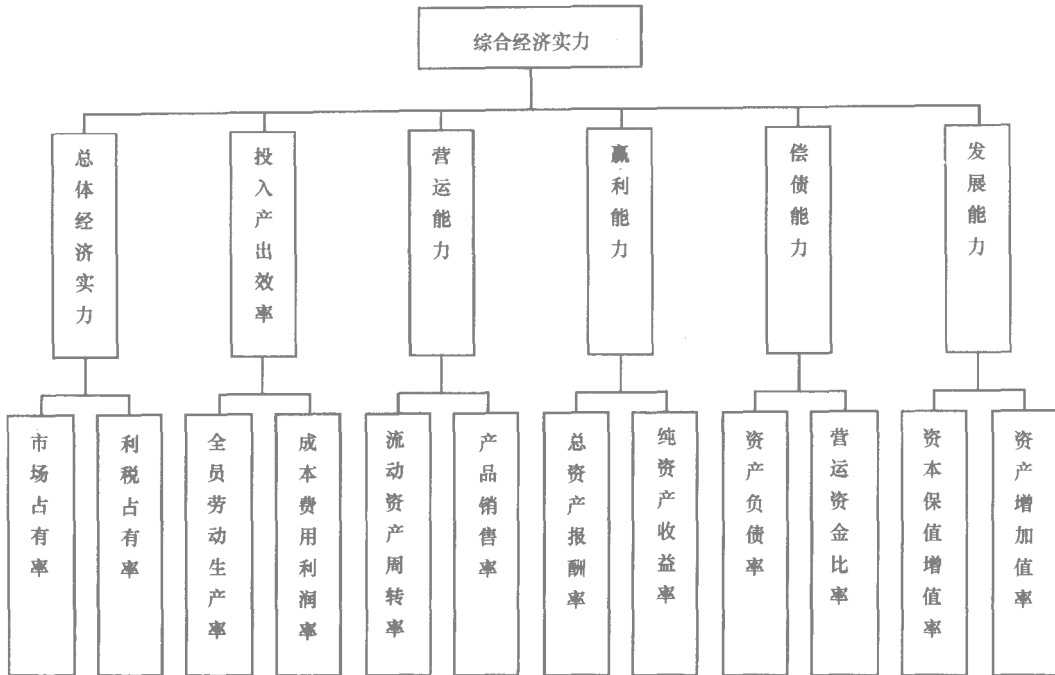 综合经济实力
总体经济实力
投入产出效率
营运能力
赢利能力
偿债能力
发展能力
市场占有率
利税占有率
全员劳动生产率
成本费用利润率
流动资产周转率
产品销售率
总资产报酬率
纯资产收益率
资产负债率
营运资金比率
资本保值增值率
资产增加值率